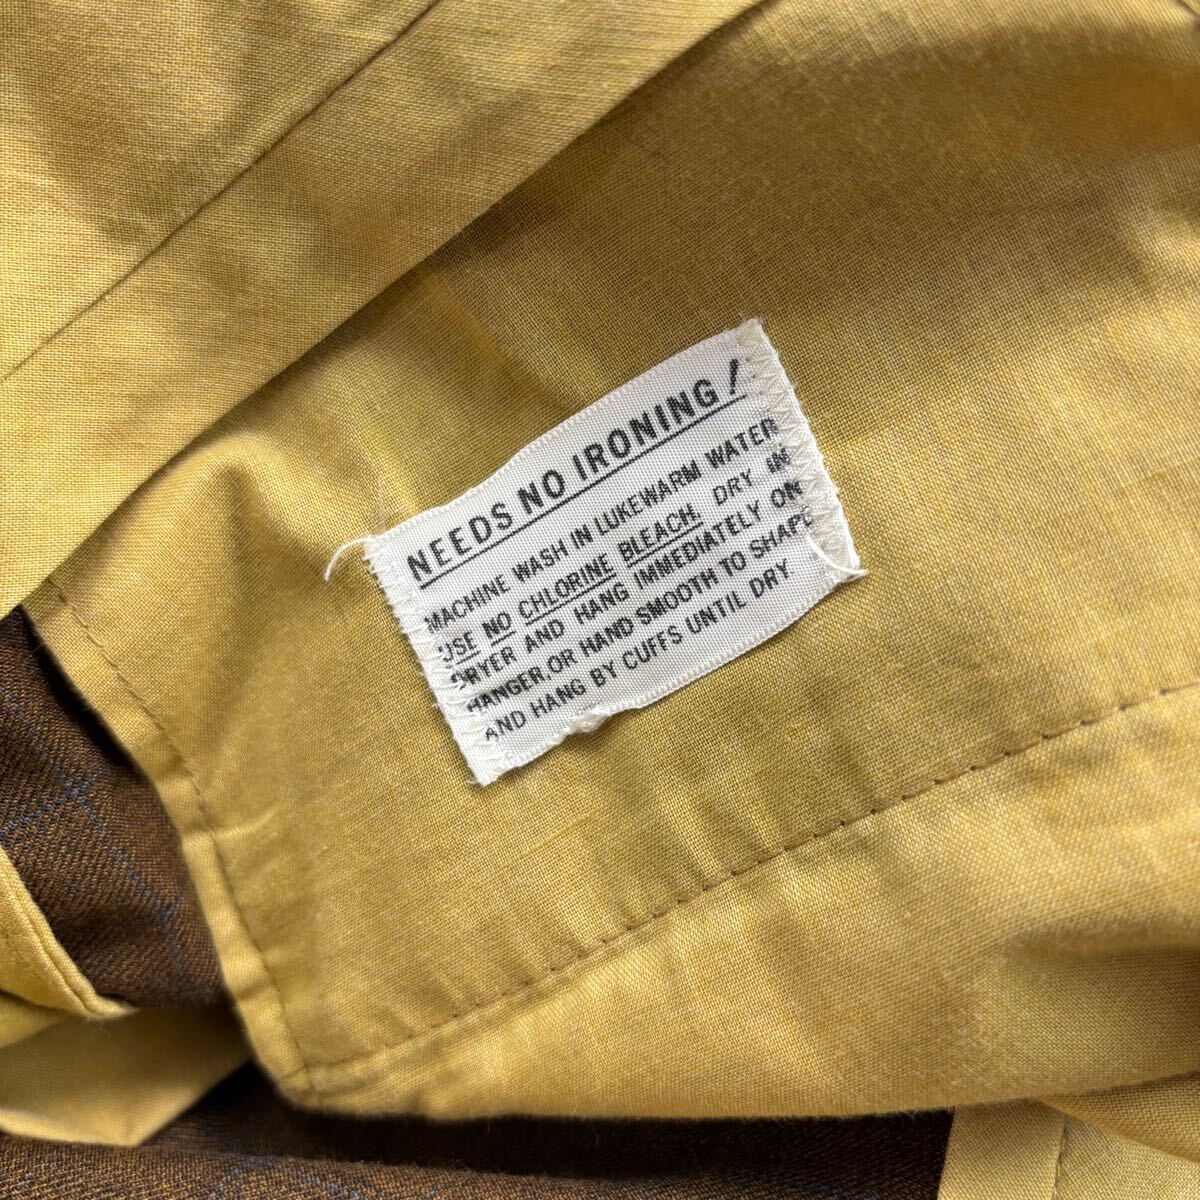 NEEDS NO IRONING!
MACHINE WASH IN LUKEWARM WATER
USE NO CHLORINE BLEACH. DRY IN
DRYER AND HANG IMMEDIATELY ON
HANGER, OR HAND SMOOTH TO SHAPE
AND HANG BY CUFFS UNTIL DRY